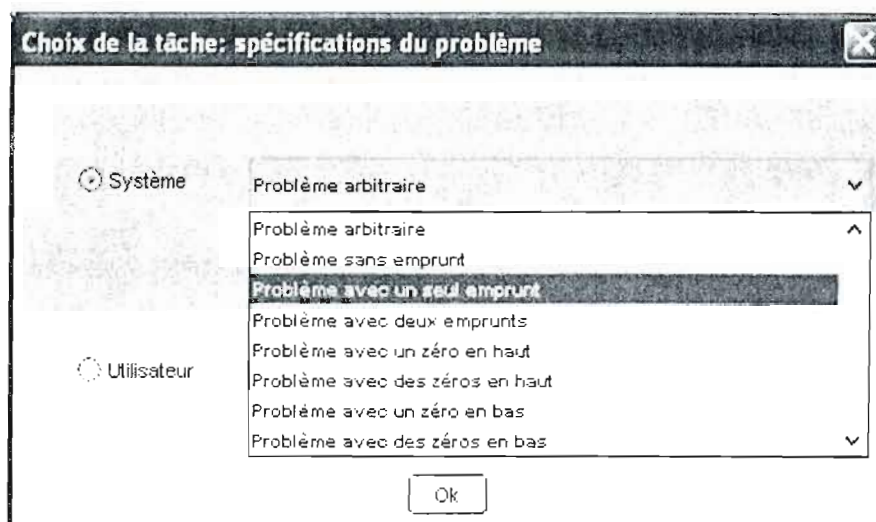 Choix de la tâche: spécifications du problème
Système
Problème arbitraire
Problème arbitraire
Problème sans emprunt
Problème avec un seul emprunt
Problème avec deux emprunts
Problème avec un zéro en haut
Utilisateur
Problème avec des zéros en haut
Problème avec un zéro en bas
Problème avec des zéros en bas
Ok